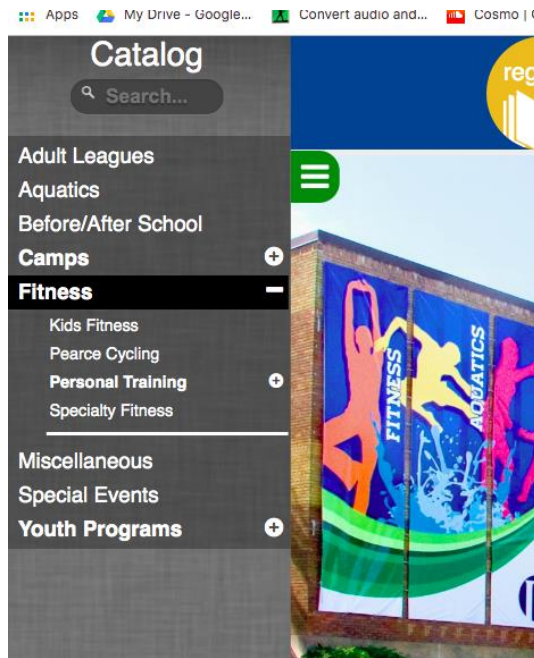 Apps My Drive - Google... Convert audio and... Cosmo |
Catalog
Search...
reg
Adult Leagues
Aquatics
Before/After School
Camps
Fitness
Kids Fitness
Pearce Cycling
Personal Training
Specialty Fitness
Miscellaneous
Special Events
Youth Programs
FITNESS
AQUATICS